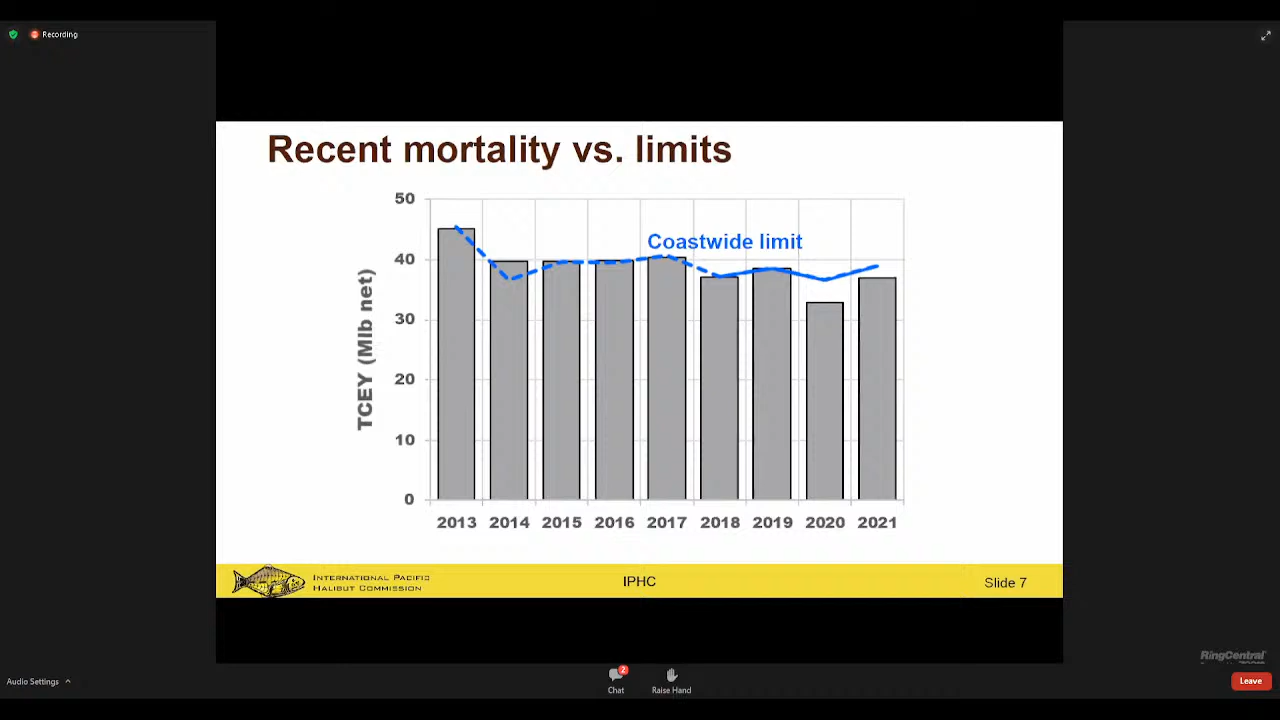 Recording
Recent mortality vs. limits
50
40
30
20
10
0
TCEY (Mlb net)
Coastwide limit
2013 2014 2015 2016 2017 2018 2019 2020 2021
INTERNATIONAL PACIFIC
HALIBUT COMMISSION
IPHC
Slide 7
RingCentral
Audio Settings
2
Chat
Raise Hand
Leave